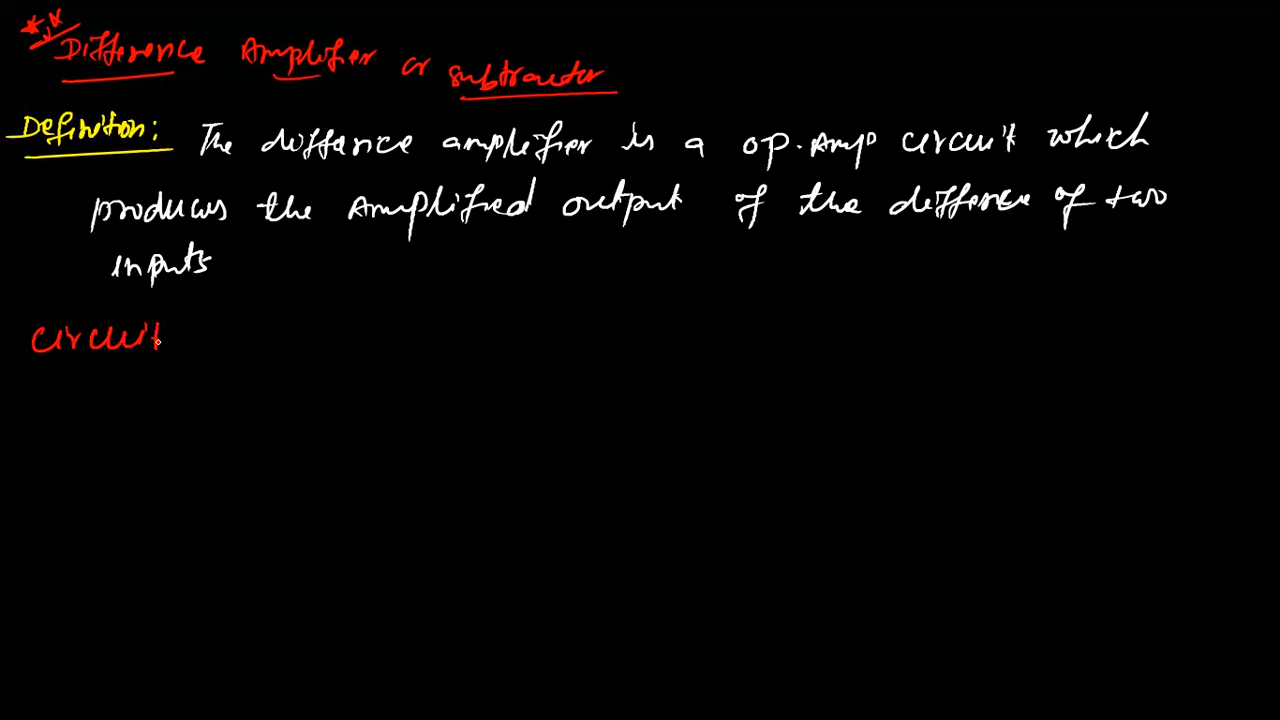 Difference Amplifier or subtractor
Definition: The diffance amplifier is a op.Amp circuit which
produces the Amplified output of the difference of two
inputs
circuit